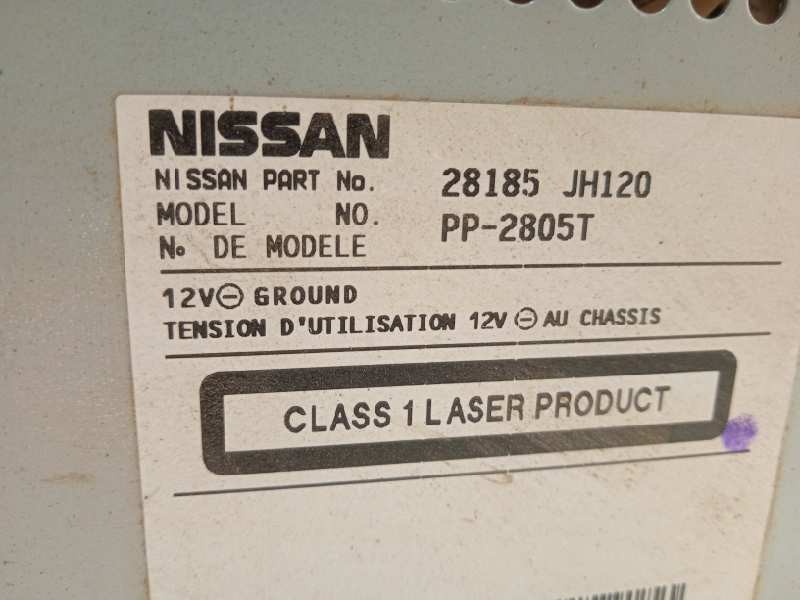 NISSAN
NISSAN PART No. 28185 JH120
MODEL NO. PP-2805T
No DE MODELE
12V⊖ GROUND
TENSION D'UTILISATION 12V ⊖ AU CHASSIS
CLASS 1 LASER PRODUCT